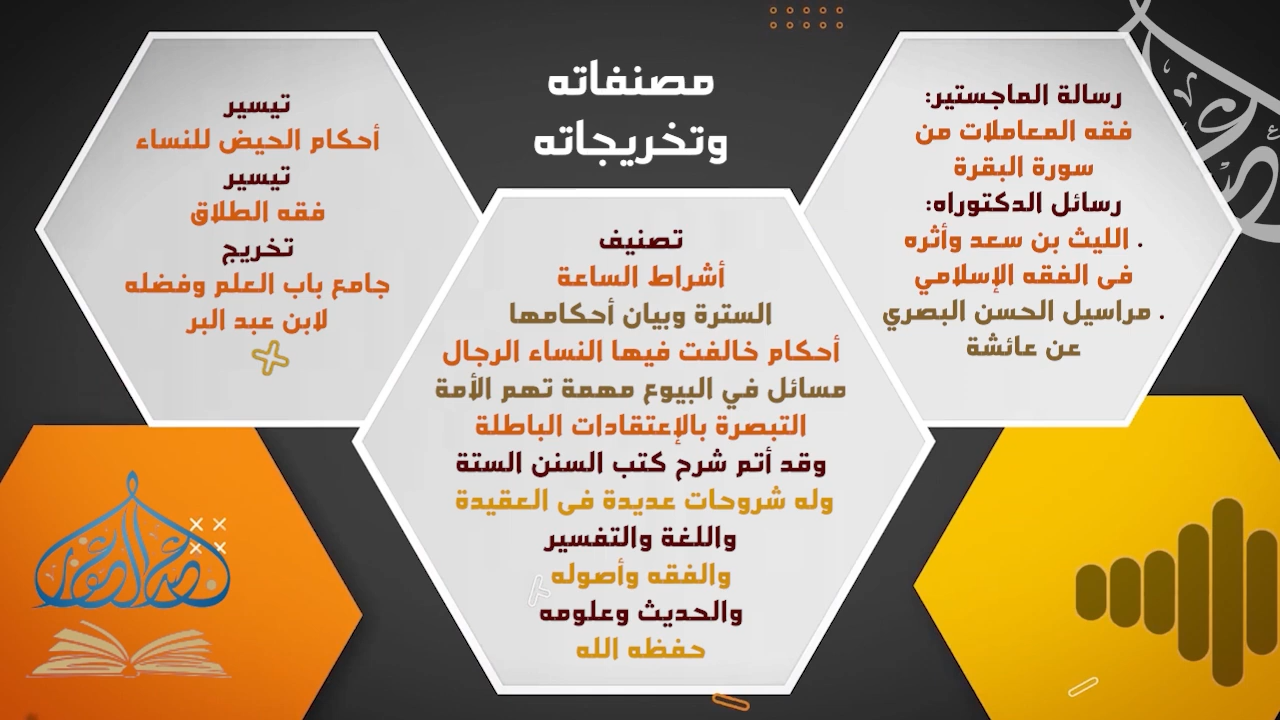 مصنفاته
وتخريجاته
رسالة الماجستير:
فقه المعاملات من
سورة البقرة
رسائل الدكتوراه:
. الليث بن سعد وأثره
فى الفقه الإسلامي
. مراسيل الحسن البصري
عن عائشة
تصنيف
أشراط الساعة
السترة وبيان أحكامها
أحكام خالفت فيها النساء الرجال
مسائل في البيوع مهمة تهم الأمة
التبصرة بالإعتقادات الباطلة
وقد أتم شرح كتب السنن الستة
وله شروحات عديدة فى العقيدة
واللغة والتفسير
والفقه وأصوله
والحديث وعلومه
حفظه الله
تيسير
أحكام الحيض للنساء
تيسير
فقه الطلاق
تخريج
جامع باب العلم وفضله
لابن عبد البر